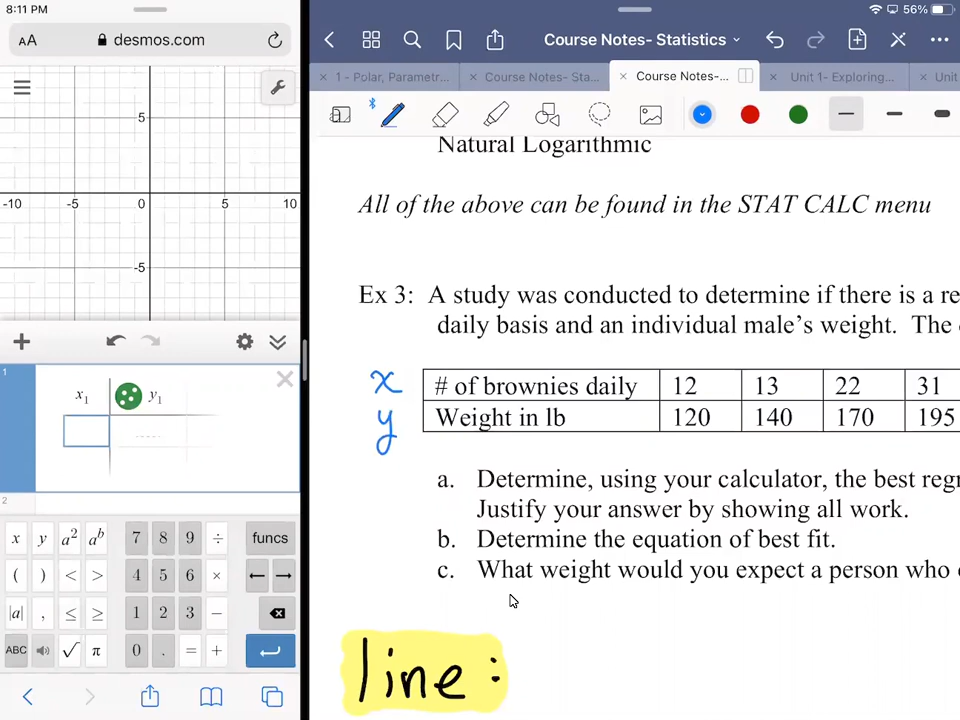 8:11 PM
56%
AA desmos.com
Course Notes- Statistics
1 - Polar, Parametr...
Course Notes- Sta...
Course Notes-...
Unit 1- Exploring...
Unit
5
-10 -5 0 5 10
-5
1
x1 y1
2
x y a² aᵇ 7 8 9 ÷ funcs
( ) < > 4 5 6 × ← →
|a| , ≤ ≥ 1 2 3 −
ABC √ π 0 . = +
Natural Logarithmic
All of the above can be found in the STAT CALC menu
Ex 3: A study was conducted to determine if there is a re
daily basis and an individual male's weight. The
x # of brownies daily 12 13 22 31
y Weight in lb 120 140 170 195
a. Determine, using your calculator, the best regr
Justify your answer by showing all work.
b. Determine the equation of best fit.
c. What weight would you expect a person who
line: